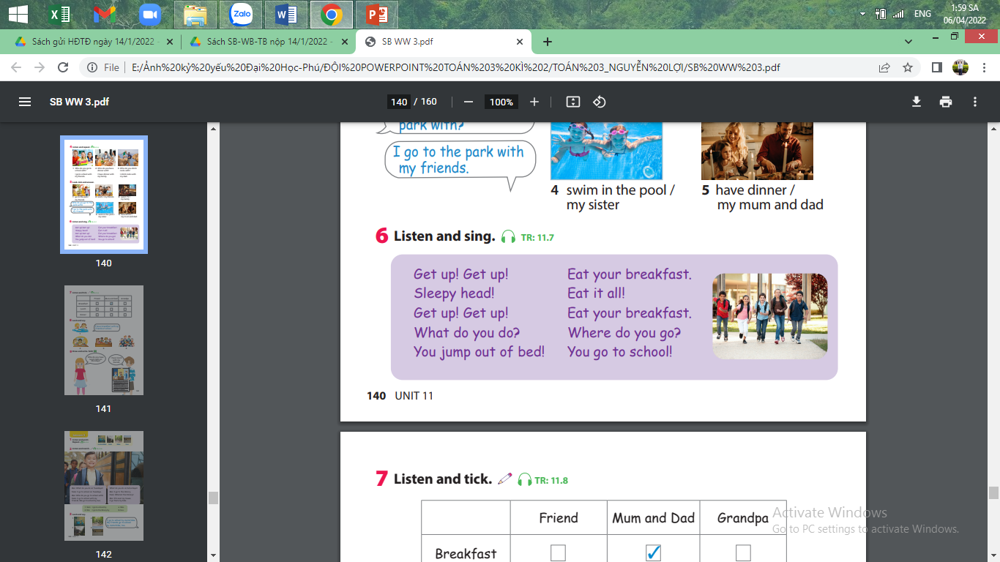 Zalo
ENG
1:59 SA
06/04/2022
Sách gửi HĐTĐ ngày 14/1/2022 -
Sách SB-WB-TB nộp 14/1/2022 -
SB WW 3.pdf
File
E:/Ảnh%20kỷ%20yếu%20Đại%20Học-Phú/ĐỘI%20POWERPOINT%20TOÁN%203%20KÌ%202/TOÁN%203_NGUYỄN%20LỢI/SB%20WW%203.pdf
SB WW 3.pdf
140 / 160
100%
140
141
142
park with?
I go to the park with
my friends.
4 swim in the pool /
my sister
5 have dinner /
my mum and dad
6 Listen and sing. TR: 11.7
Get up! Get up!
Sleepy head!
Get up! Get up!
What do you do?
You jump out of bed!
Eat your breakfast.
Eat it all!
Eat your breakfast.
Where do you go?
You go to school!
140 UNIT 11
7 Listen and tick. TR: 11.8
Friend
Mum and Dad
Grandpa
Breakfast
Activate Windows
Go to PC settings to activate Windows.